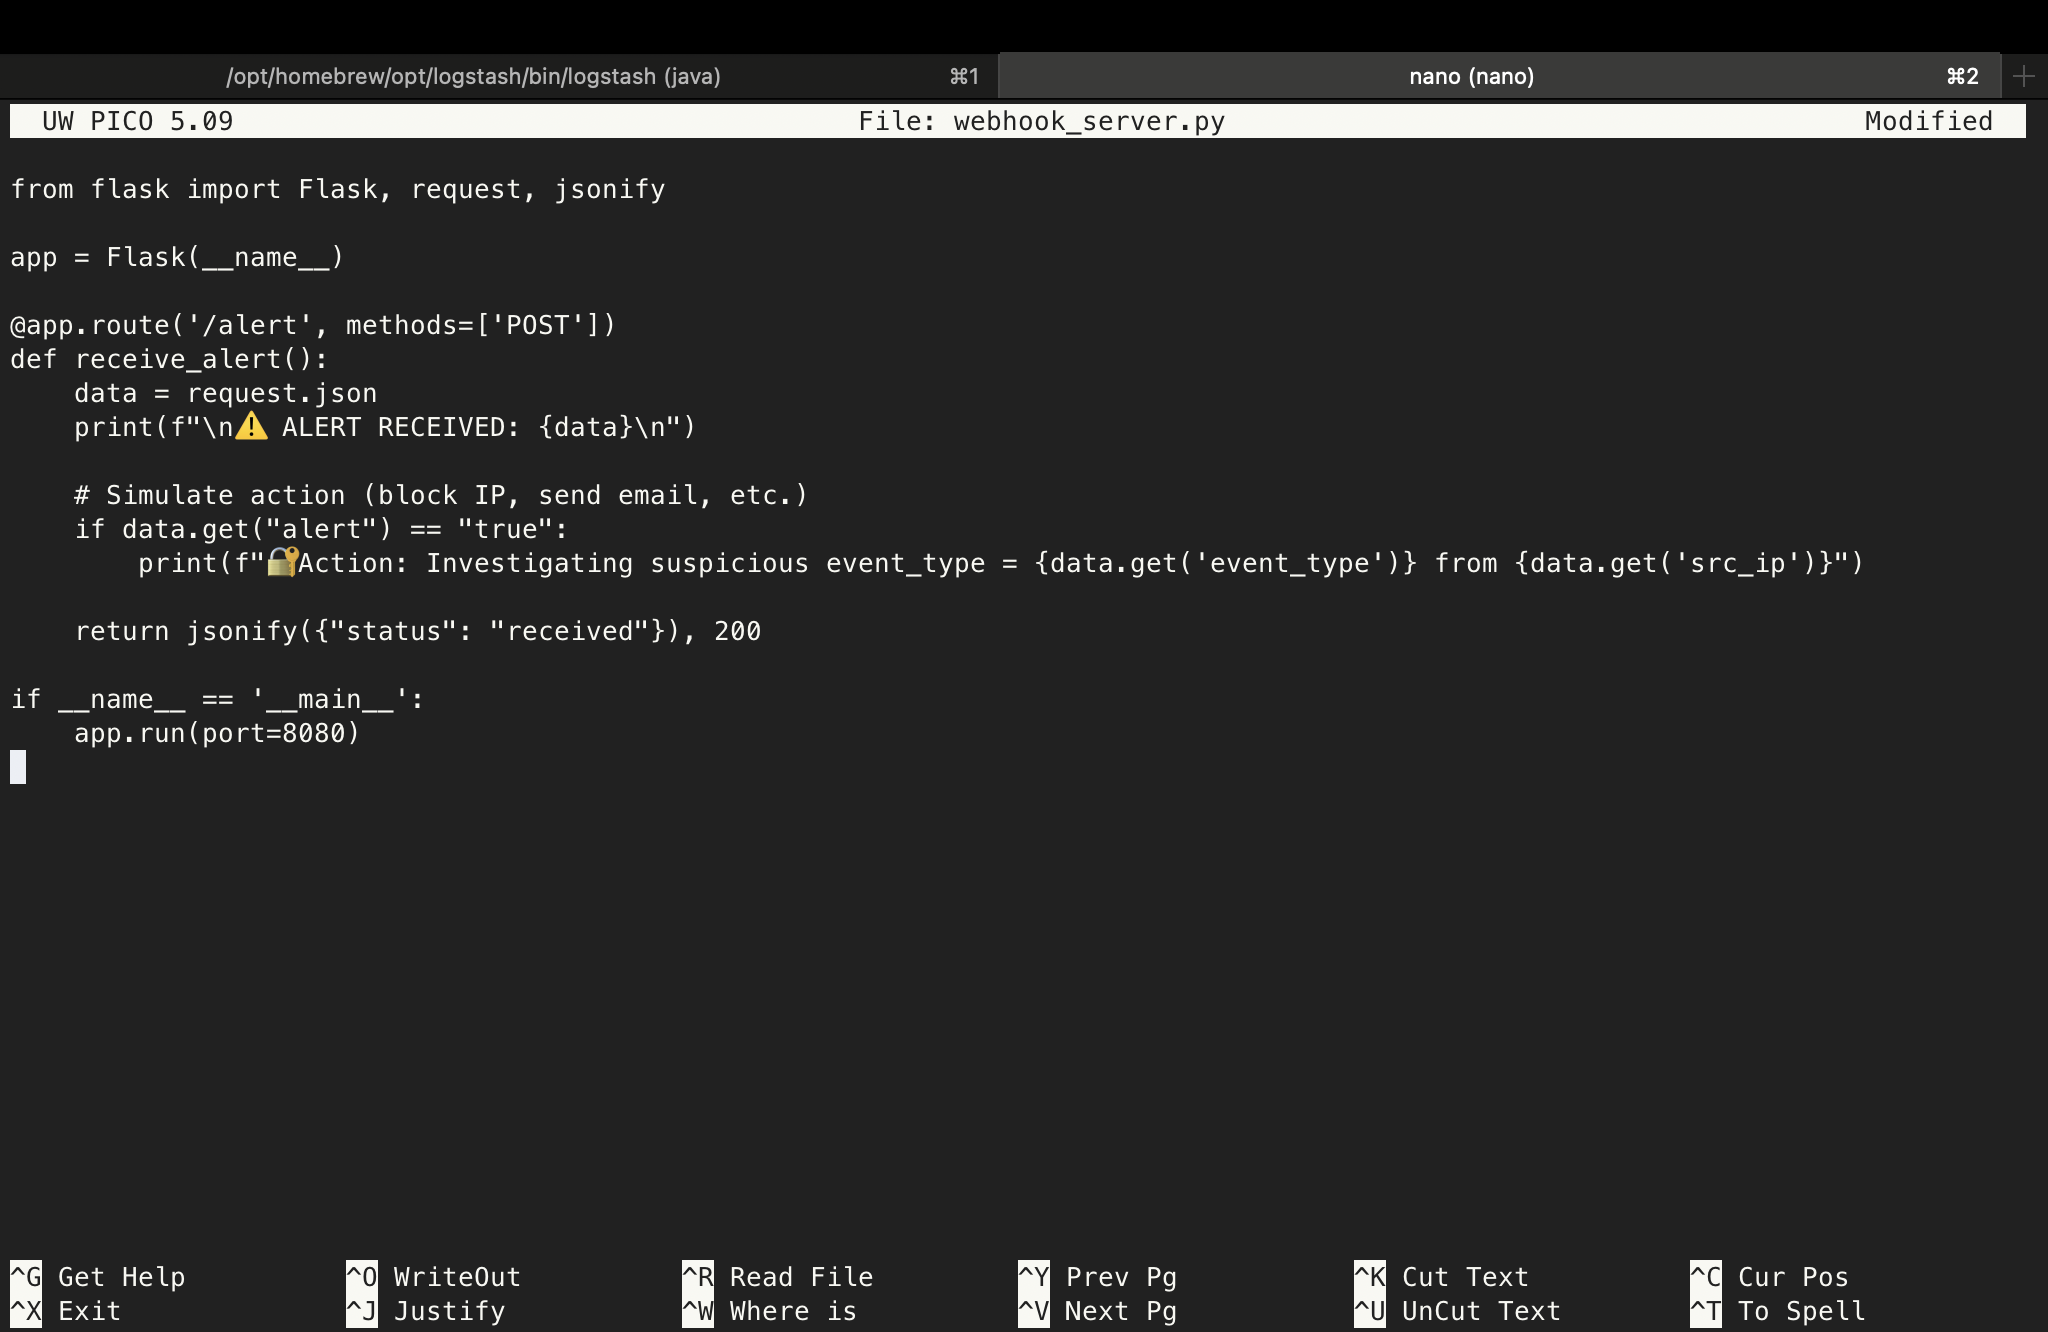 /opt/homebrew/opt/logstash/bin/logstash (java) ⌘1 nano (nano) ⌘2 +
UW PICO 5.09 File: webhook_server.py Modified
from flask import Flask, request, jsonify
app = Flask(__name__)
@app.route('/alert', methods=['POST'])
def receive_alert():
    data = request.json
    print(f"\n⚠️ ALERT RECEIVED: {data}\n")
    # Simulate action (block IP, send email, etc.)
    if data.get("alert") == "true":
        print(f"🔐Action: Investigating suspicious event_type = {data.get('event_type')} from {data.get('src_ip')}")
    return jsonify({"status": "received"}), 200
if __name__ == '__main__':
    app.run(port=8080)
^G Get Help ^O WriteOut ^R Read File ^Y Prev Pg ^K Cut Text ^C Cur Pos
^X Exit ^J Justify ^W Where is ^V Next Pg ^U UnCut Text ^T To Spell